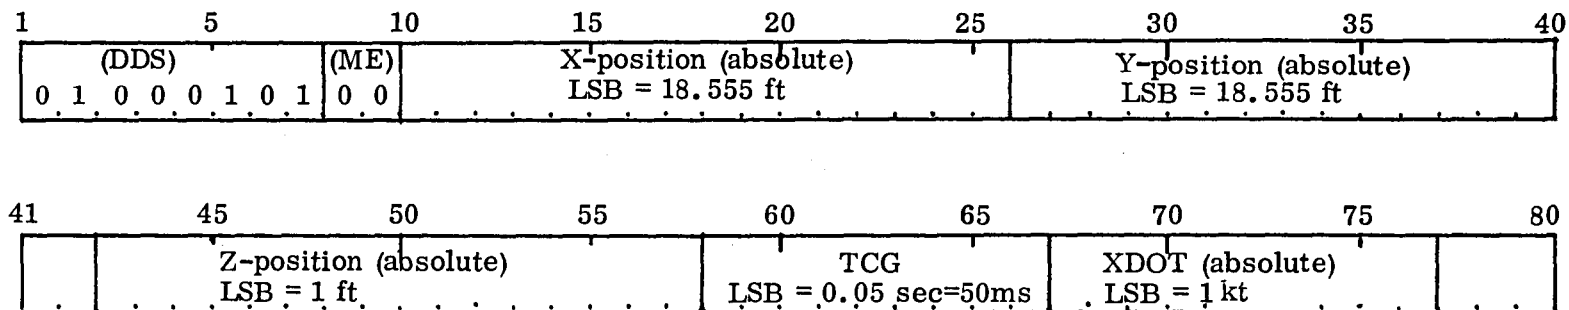 1 5 10 15 20 25 30 35 40
(DDS) (ME) X-position (absolute) Y-position (absolute)
0 1 0 0 0 1 0 1 0 0 LSB = 18.555 ft LSB = 18.555 ft
41 45 50 55 60 65 70 75 80
Z-position (absolute) TCG XDOT (absolute)
LSB = 1 ft LSB = 0.05 sec=50ms LSB = 1 kt